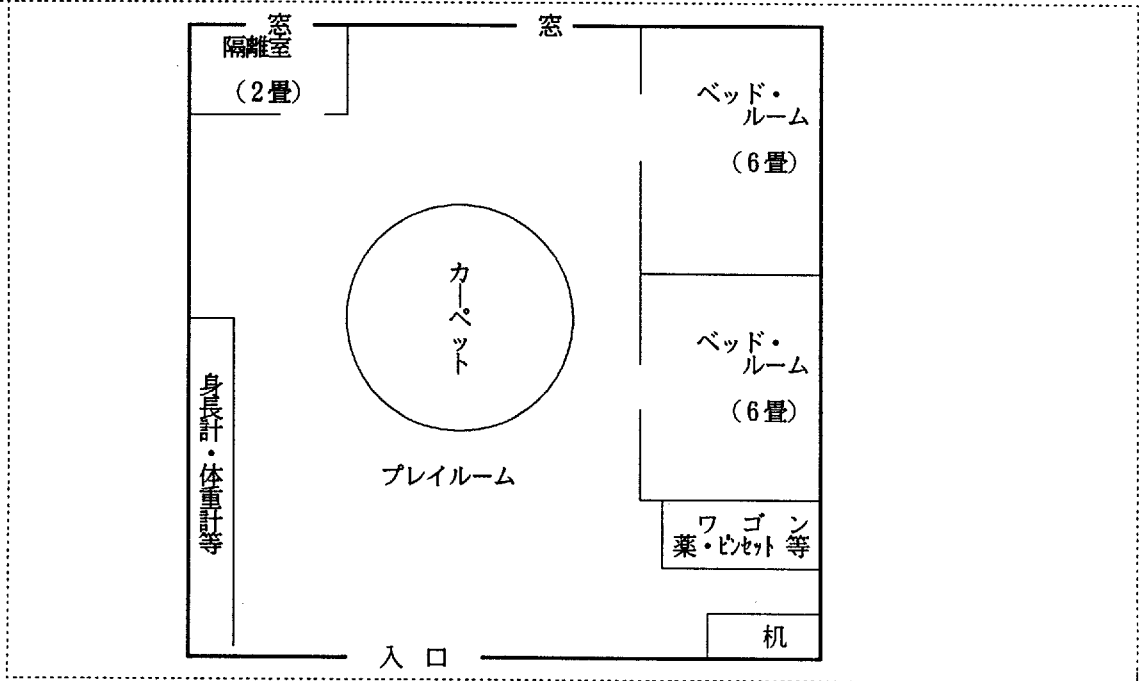 窓
窓
隔離室
（2畳）
ベッド・
ルーム
（6畳）
カーペット
ベッド・
ルーム
（6畳）
身長計・体重計等
プレイルーム
ワゴン
薬・ピンセット等
机
入口